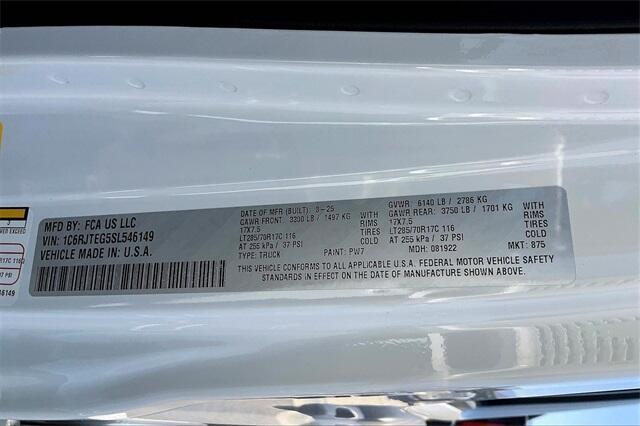 MFD BY: FCA US LLC
VIN: 1C6RJTEG5SL546149
VEHICLE MADE IN: U.S.A.
DATE OF MFR (BUILT): 8-25
GAWR FRONT: 3300 LB / 1497 KG WITH
17X7.5 RIMS
LT285/70R17C 116 TIRES
AT 255 kPa / 37 PSI COLD
TYPE: TRUCK PAINT: PW7
GVWR: 6140 LB / 2786 KG
GAWR REAR: 3750 LB / 1701 KG WITH
17X7.5 RIMS
LT285/70R17C 116 TIRES
AT 255 kPa / 37 PSI COLD
MDH: 081922 MKT: 875
THIS VEHICLE CONFORMS TO ALL APPLICABLE U.S.A. FEDERAL MOTOR VEHICLE SAFETY
STANDARDS IN EFFECT ON THE DATE OF MANUFACTURE SHOWN ABOVE.
3
EXCEED